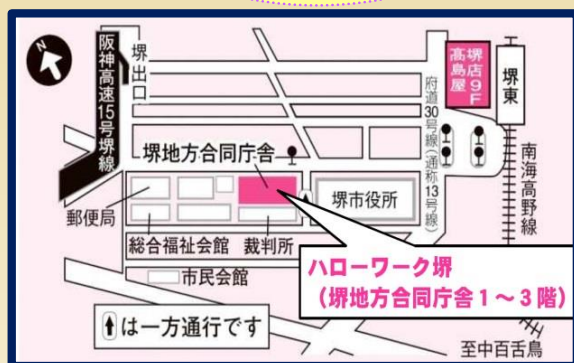 N
阪神高速15号堺線
堺出口
府道30号線(通称13号線)
髙島屋
堺店9F
堺東
南海高野線
堺地方合同庁舎
郵便局
堺市役所
総合福祉会館
裁判所
市民会館
ハローワーク堺
(堺地方合同庁舎1～3階)
は一方通行です
至中百舌鳥